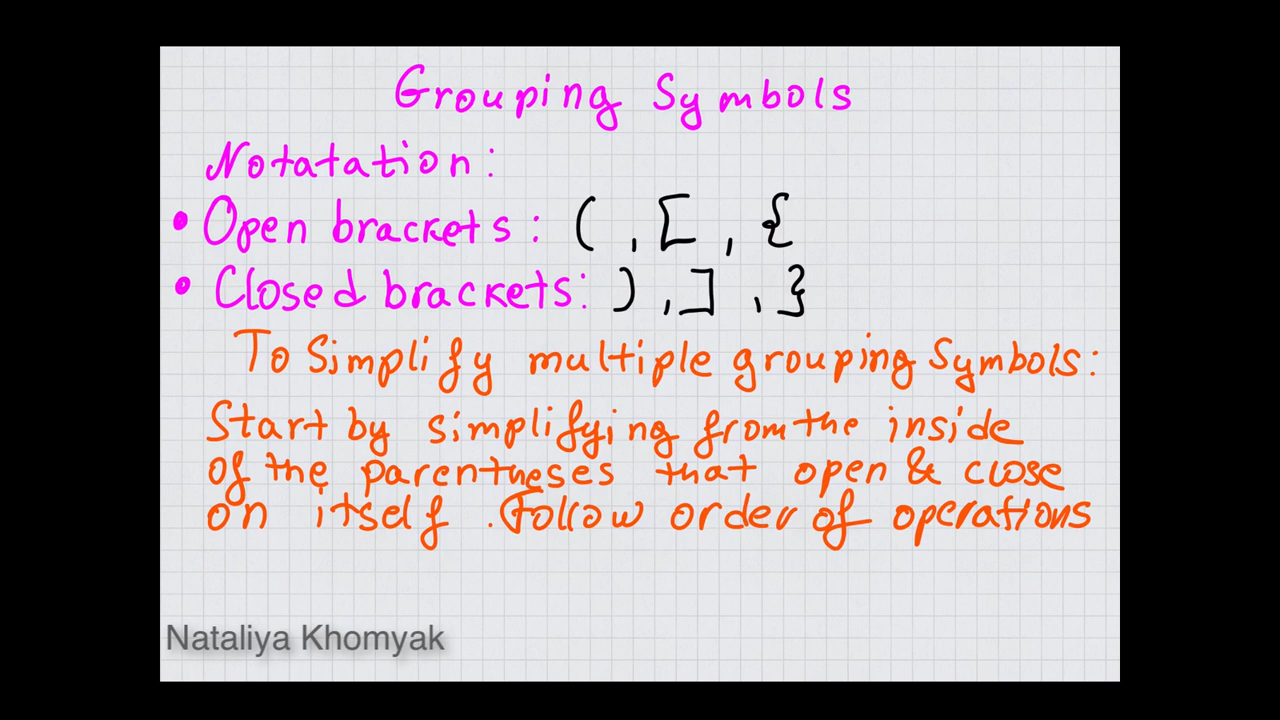 Grouping Symbols
Notatation:
• Open brackets: ( , [ , {
• Closed brackets: ) , ] , }
To Simplify multiple grouping Symbols:
Start by simplifying from the inside
of the parentheses that open & close
on itself. Follow order of operations
Nataliya Khomyak